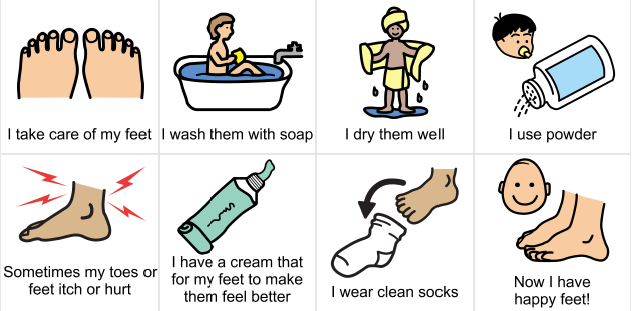 I take care of my feet
I wash them with soap
I dry them well
I use powder
Sometimes my toes or
feet itch or hurt
I have a cream that
for my feet to make
them feel better
I wear clean socks
Now I have
happy feet!